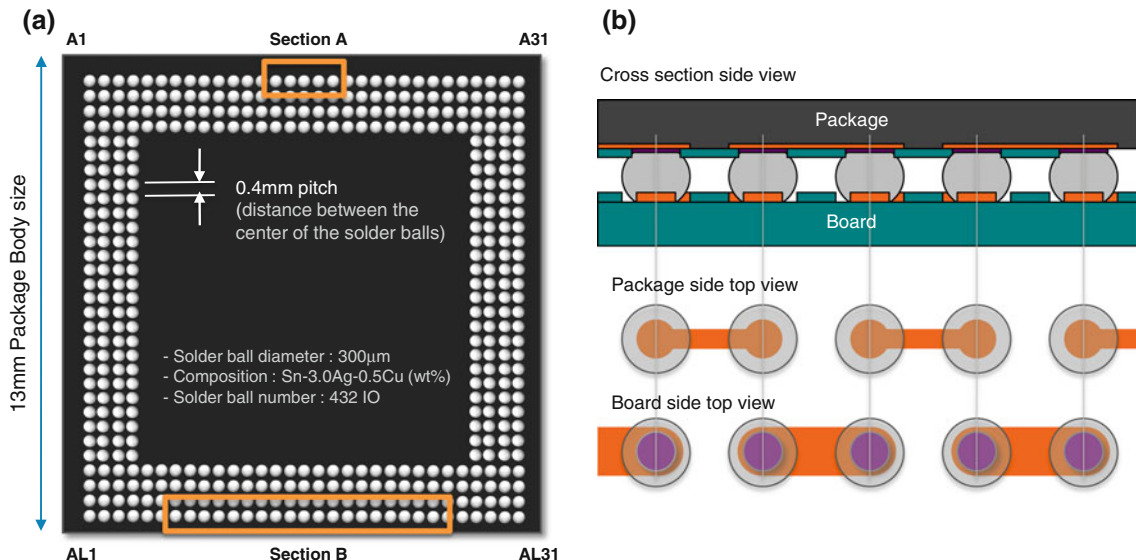 (a)
A1 Section A A31
13mm Package Body size
0.4mm pitch
(distance between the
center of the solder balls)
- Solder ball diameter : 300μm
- Composition : Sn-3.0Ag-0.5Cu (wt%)
- Solder ball number : 432 IO
AL1 Section B AL31
(b)
Cross section side view
Package
Board
Package side top view
Board side top view